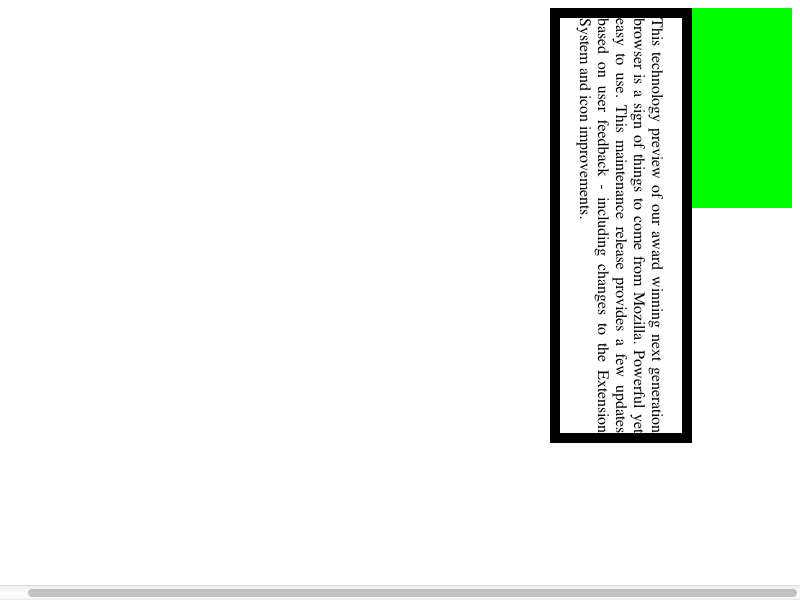 This technology preview of our award winning next generation
browser is a sign of things to come from Mozilla. Powerful yet
easy to use. This maintenance release provides a few updates
based on user feedback - including changes to the Extension
System and icon improvements.